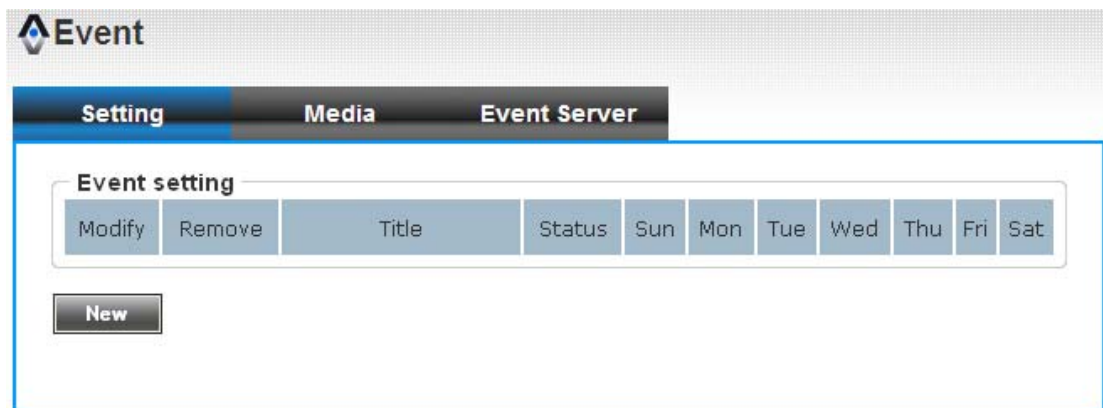 Event
Setting Media Event Server
Event setting
Modify Remove Title Status Sun Mon Tue Wed Thu Fri Sat
New